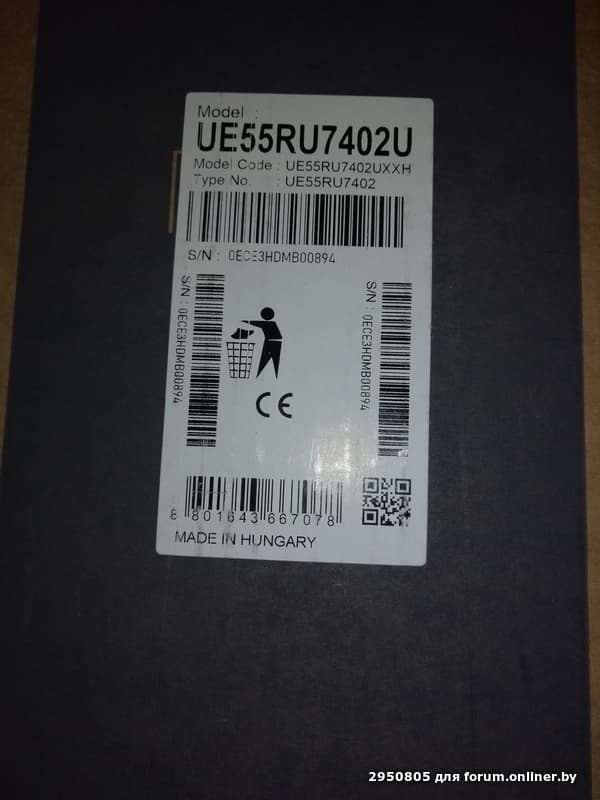 Model :
UE55RU7402U
Model Code : UE55RU7402UXXH
Type No : UE55RU7402
S/N : 0ECE3HDMB00894
S/N : 0ECE3HDMB00894
S/N : 0ECE3HDMB00894
CE
8 801643 667078
MADE IN HUNGARY
2950805 для forum.onliner.by